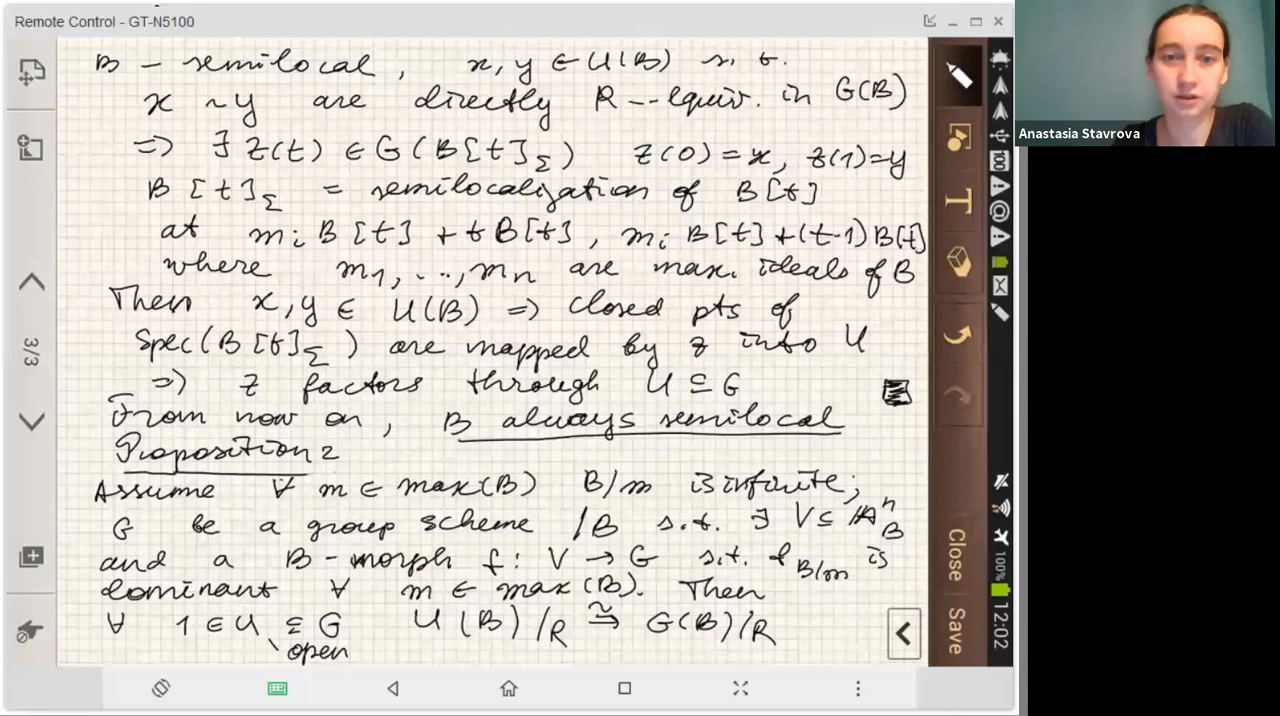 Remote Control - GT-N5100
B - semilocal, x, y ∈ U(B) s. t.
x ~ y are directly R--equiv. in G(B)
=> ∃ Z(t) ∈ G(B[t]_Σ) Z(0) = x, z(1) = y
B[t]_Σ = semilocalization of B[t]
at m_i B[t] + t B[t], m_i B[t] + (t-1) B[t]
where m_1, ..., m_n are max. ideals of B
Then x, y ∈ U(B) => closed pts of
Spec(B[t]_Σ) are mapped by z into U
=> z factors through U ⊆ G
From now on, B always semilocal
Proposition 2
Assume ∀ m ∈ max(B) B/m is infinite;
G be a group scheme /B s.t. ∃ V ⊆ 𝔸^n_B
and a B-morph f: V → G s.t. f_{B/m} is
dominant ∀ m ∈ max(B). Then
∀ 1 ∈ U ⊆ G U(B)/R ⥲ G(B)/R
open
3/3
Close
Save
100%
12:02
T
Anastasia Stavrova